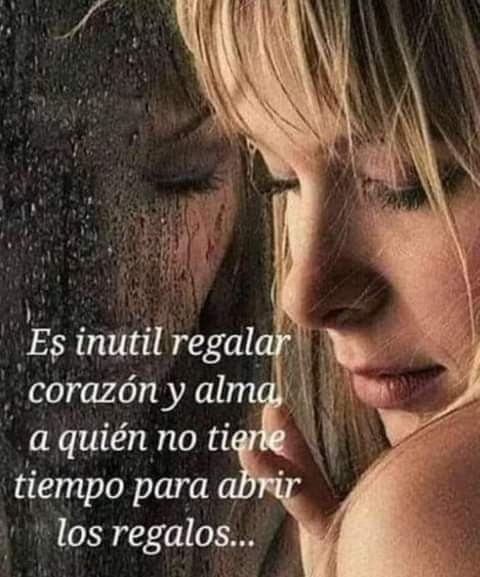 Es inutil regalar
corazón y alma,
a quién no tiene
tiempo para abrir
los regalos...